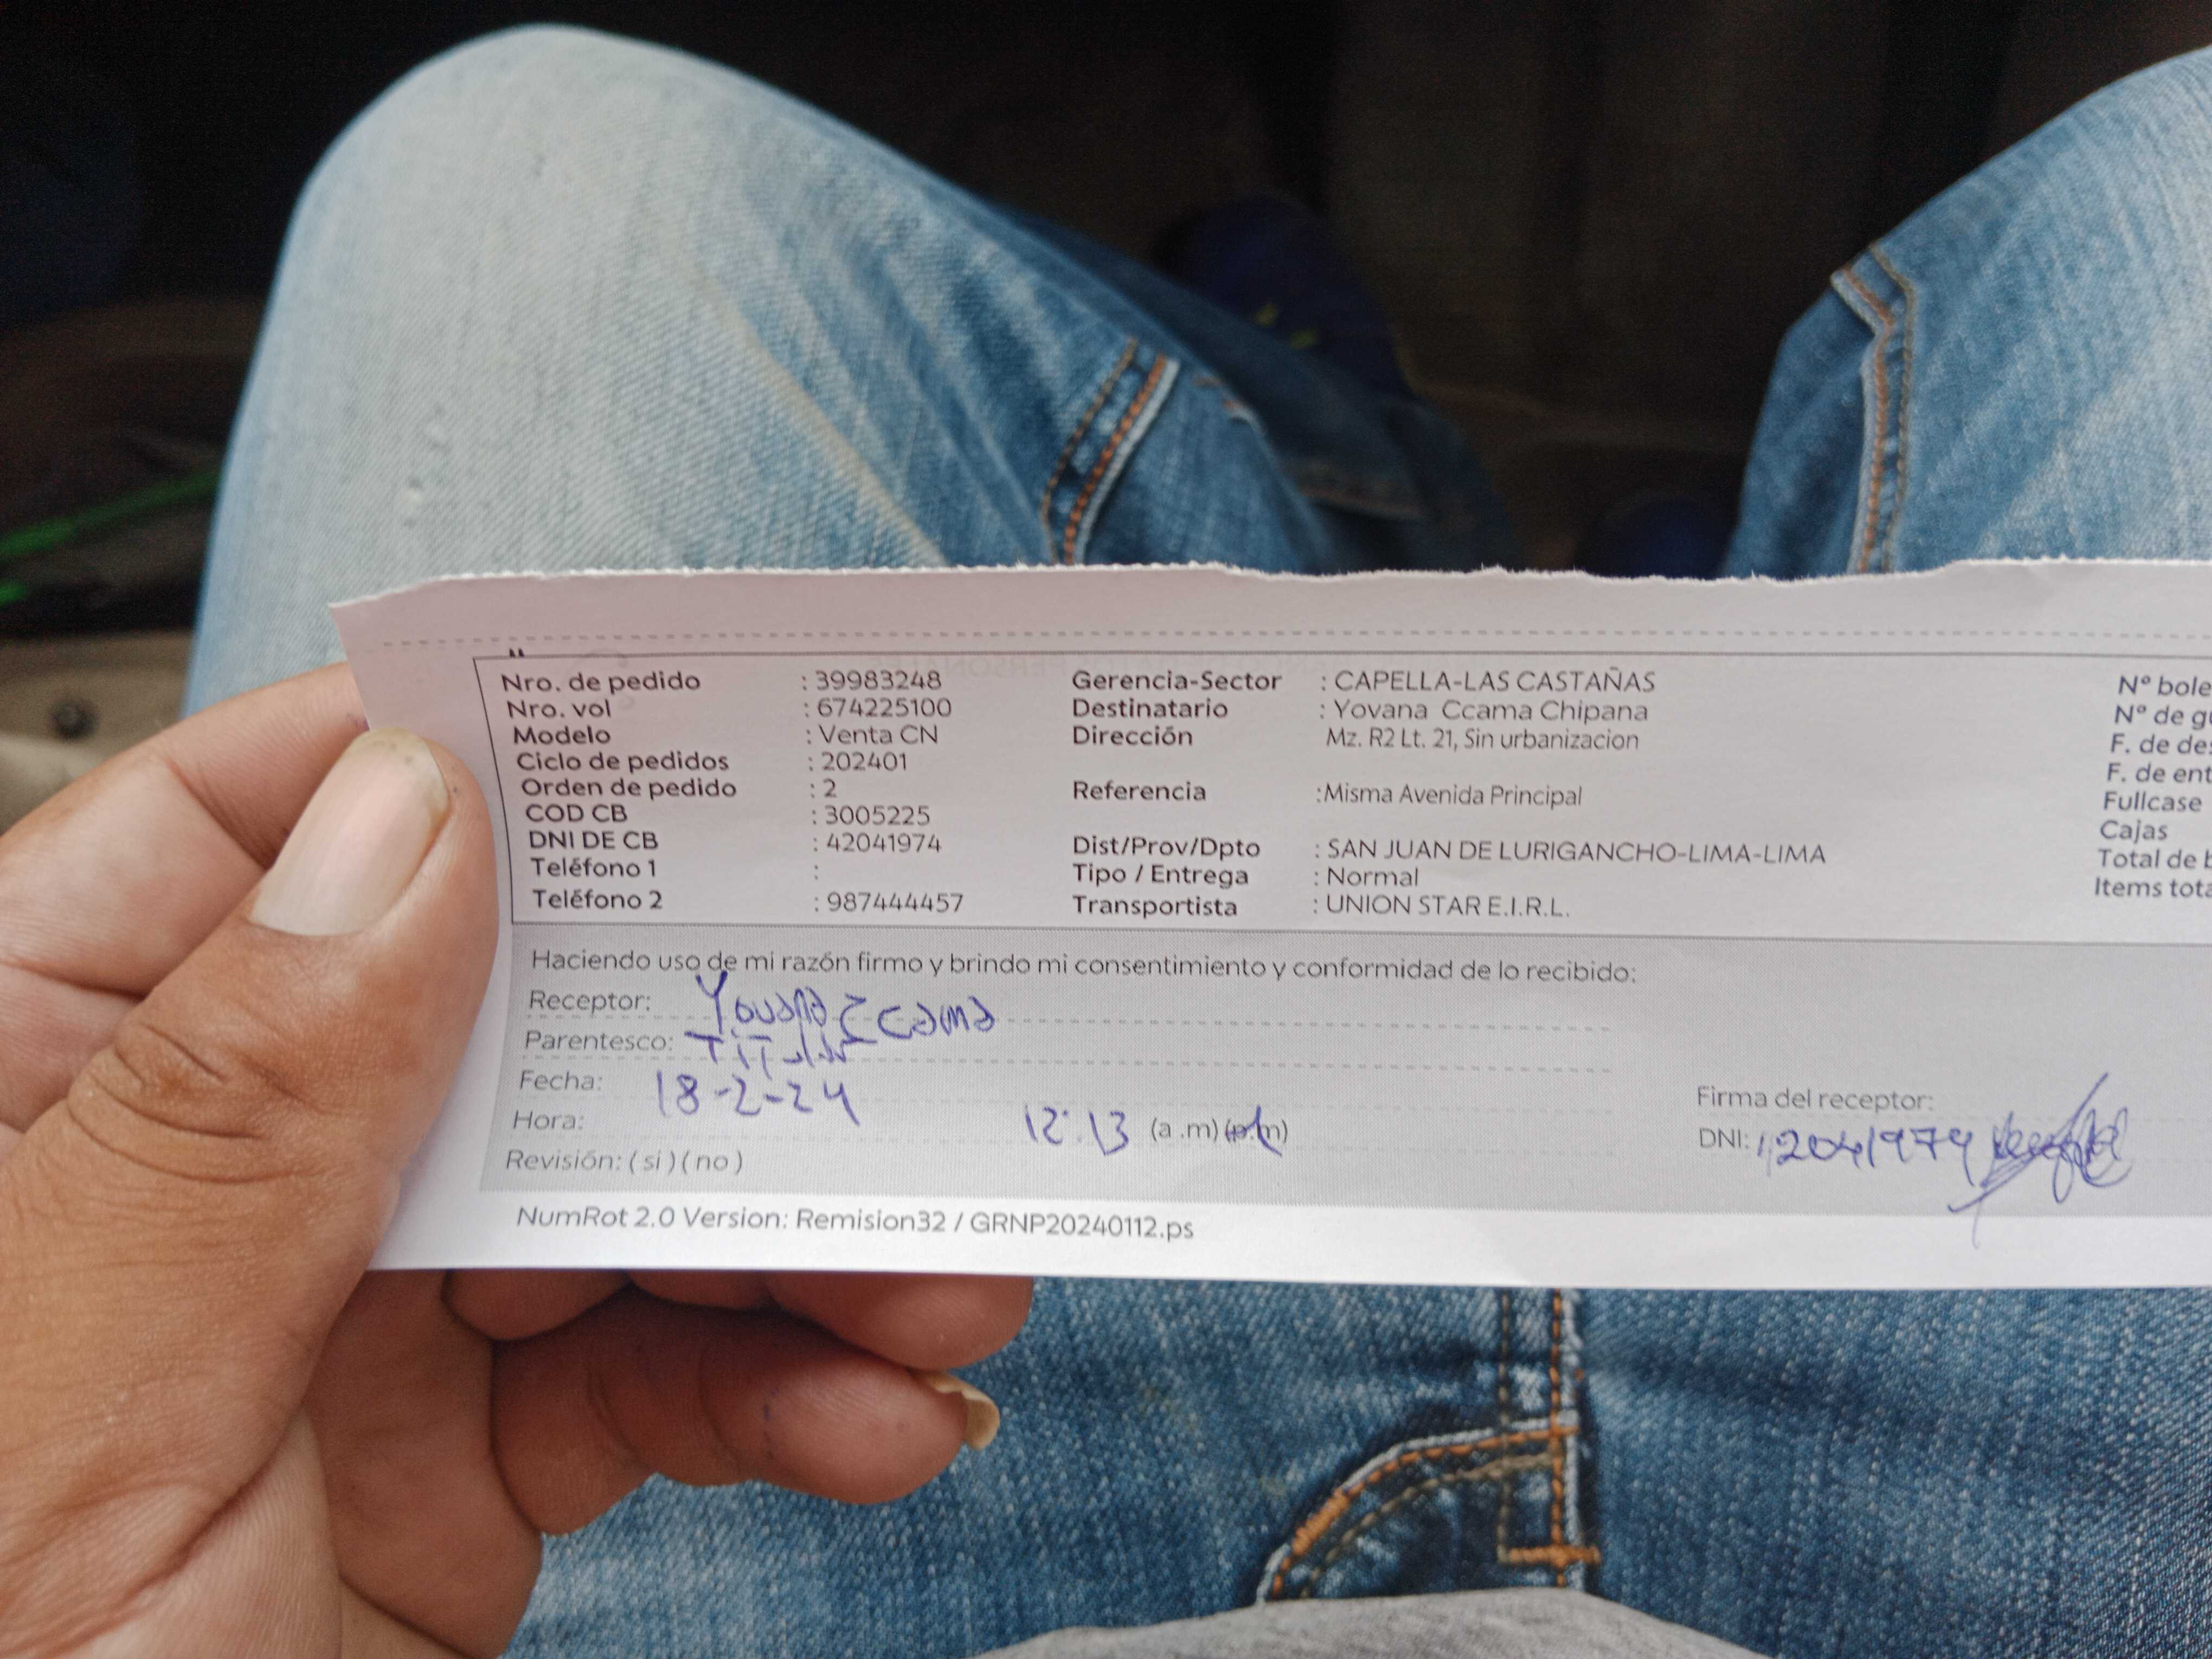 Nro. de pedido : 39983248 Gerencia-Sector : CAPELLA-LAS CASTAÑAS Nº bole
Nro. vol : 674225100 Destinatario : Yovana Ccama Chipana Nº de gu
Modelo : Venta CN Dirección Mz. R2 Lt. 21, Sin urbanizacion F. de des
Ciclo de pedidos : 202401 F. de ent
Orden de pedido : 2 Referencia :Misma Avenida Principal Fullcase
COD CB : 3005225 Cajas
DNI DE CB : 42041974 Dist/Prov/Dpto : SAN JUAN DE LURIGANCHO-LIMA-LIMA Total de b
Teléfono 1 : Tipo / Entrega : Normal Items tota
Teléfono 2 : 987444457 Transportista : UNION STAR E.I.R.L.
Haciendo uso de mi razón firmo y brindo mi consentimiento y conformidad de lo recibido:
Receptor: Yovana Ccama
Parentesco: Titular
Fecha: 18-2-24 Firma del receptor:
Hora: 12:13 (a .m) (p.m) DNI:
Revisión: ( si ) ( no )
NumRot 2.0 Version: Remision32 / GRNP20240112.ps